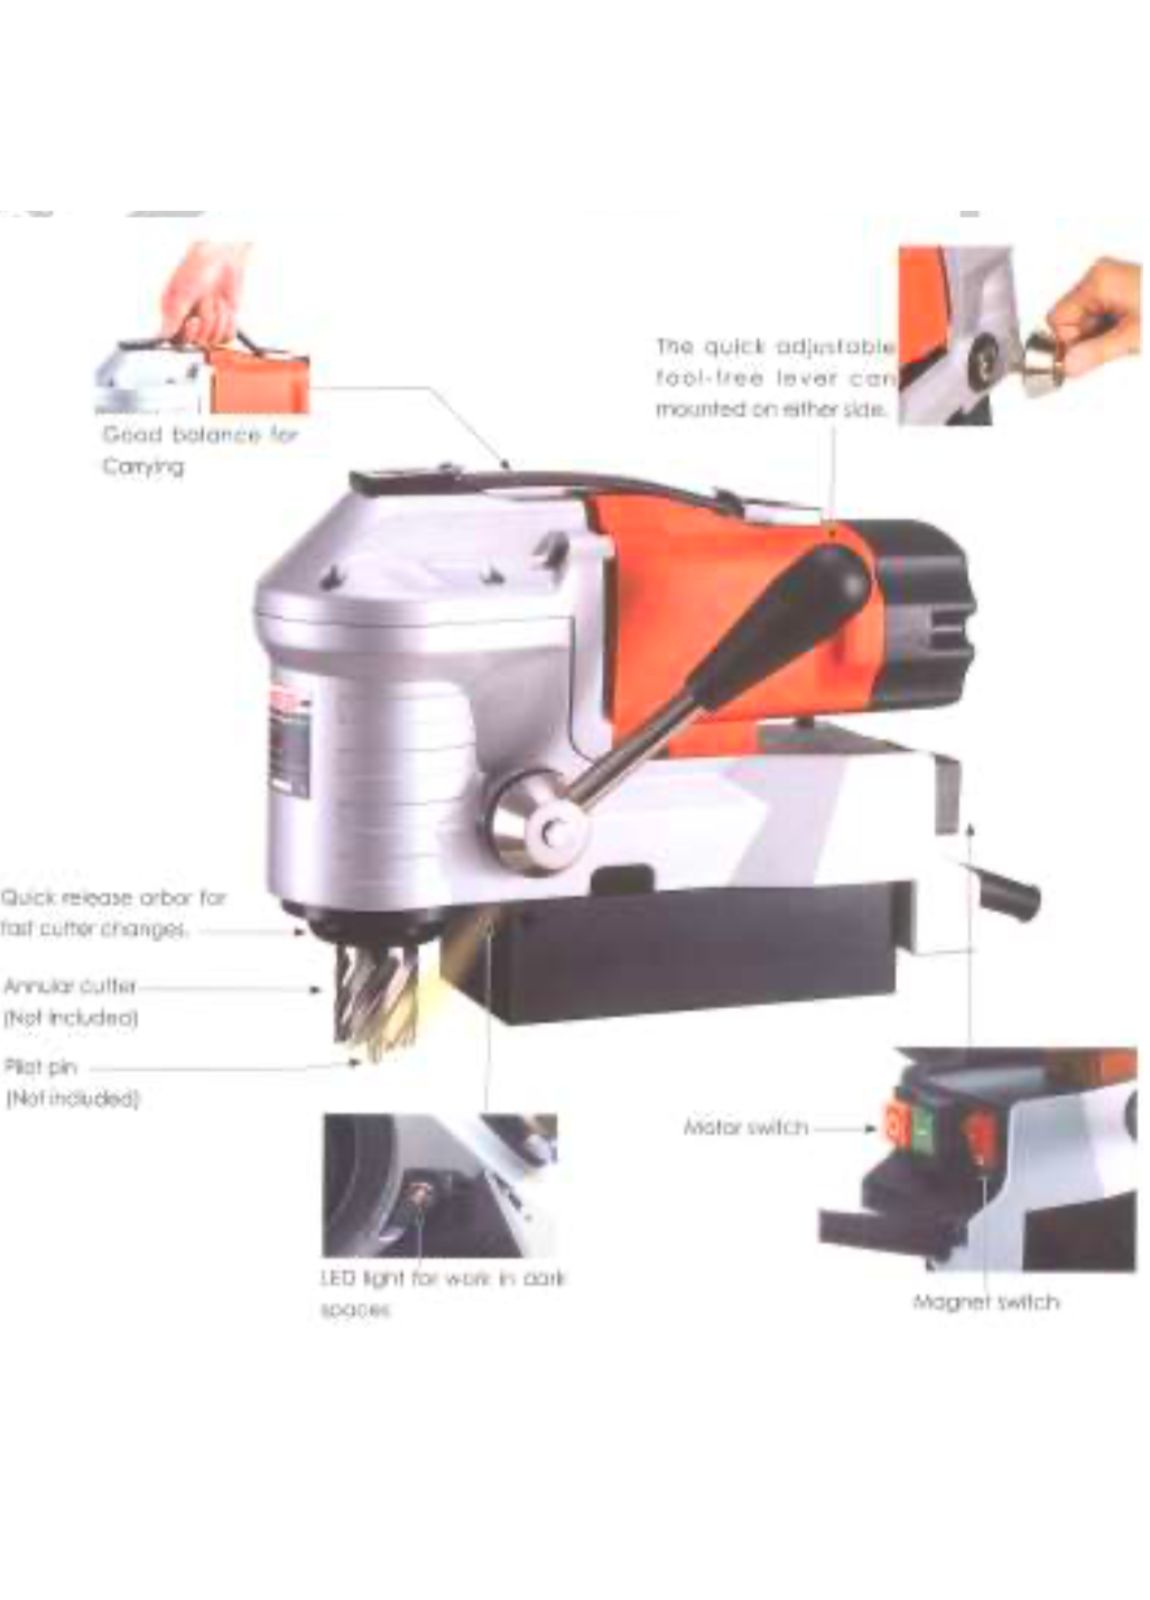 The quick adjustable
tool-free lever can
mounted on either side.
Good balance for
Carrying
Quick release arbor for
fast cutter changes.
Annular cutter
(Not included)
Pilot pin
(Not included)
Motor switch
LED light for work in dark
spaces
Magnet switch